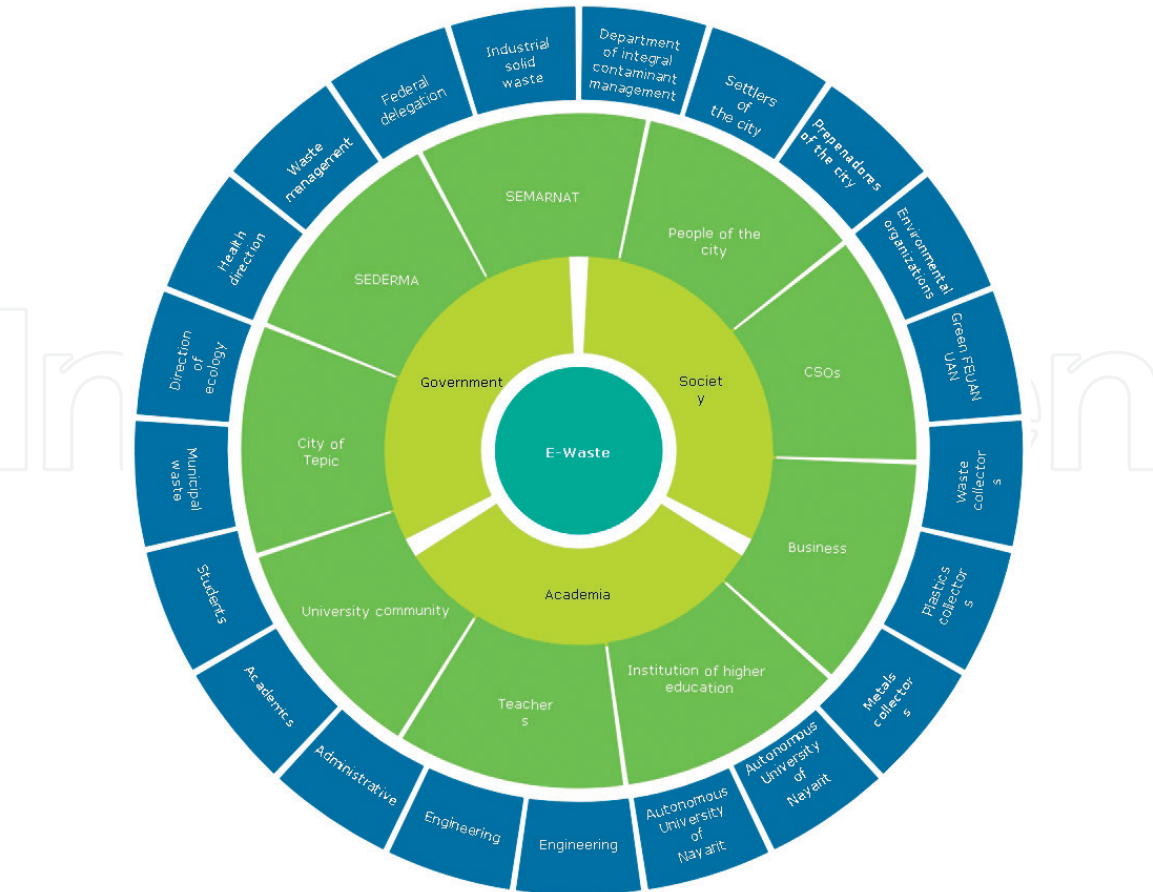 Industrial
solid
waste
Department
of integral
contaminant
management
Settlers
of
the city
Prepenadores
of the city
Environmental
organizations
Green FEUAN
UAN
Waste
collector
s
Plastics
collector
s
Metals
collector
s
Autonomous
University
of
Nayarit
Autonomous
University
of
Nayarit
Engineering
Engineering
Administrative
Academics
Students
Municipal
waste
Direction
of
ecology
Health
direction
Waste
management
Federal
delegation
SEMARNAT
People of the
city
CSOs
Business
Institution of higher
education
Teacher
s
University community
City of
Tepic
SEDERMA
Government
Societ
y
Academia
E-Waste